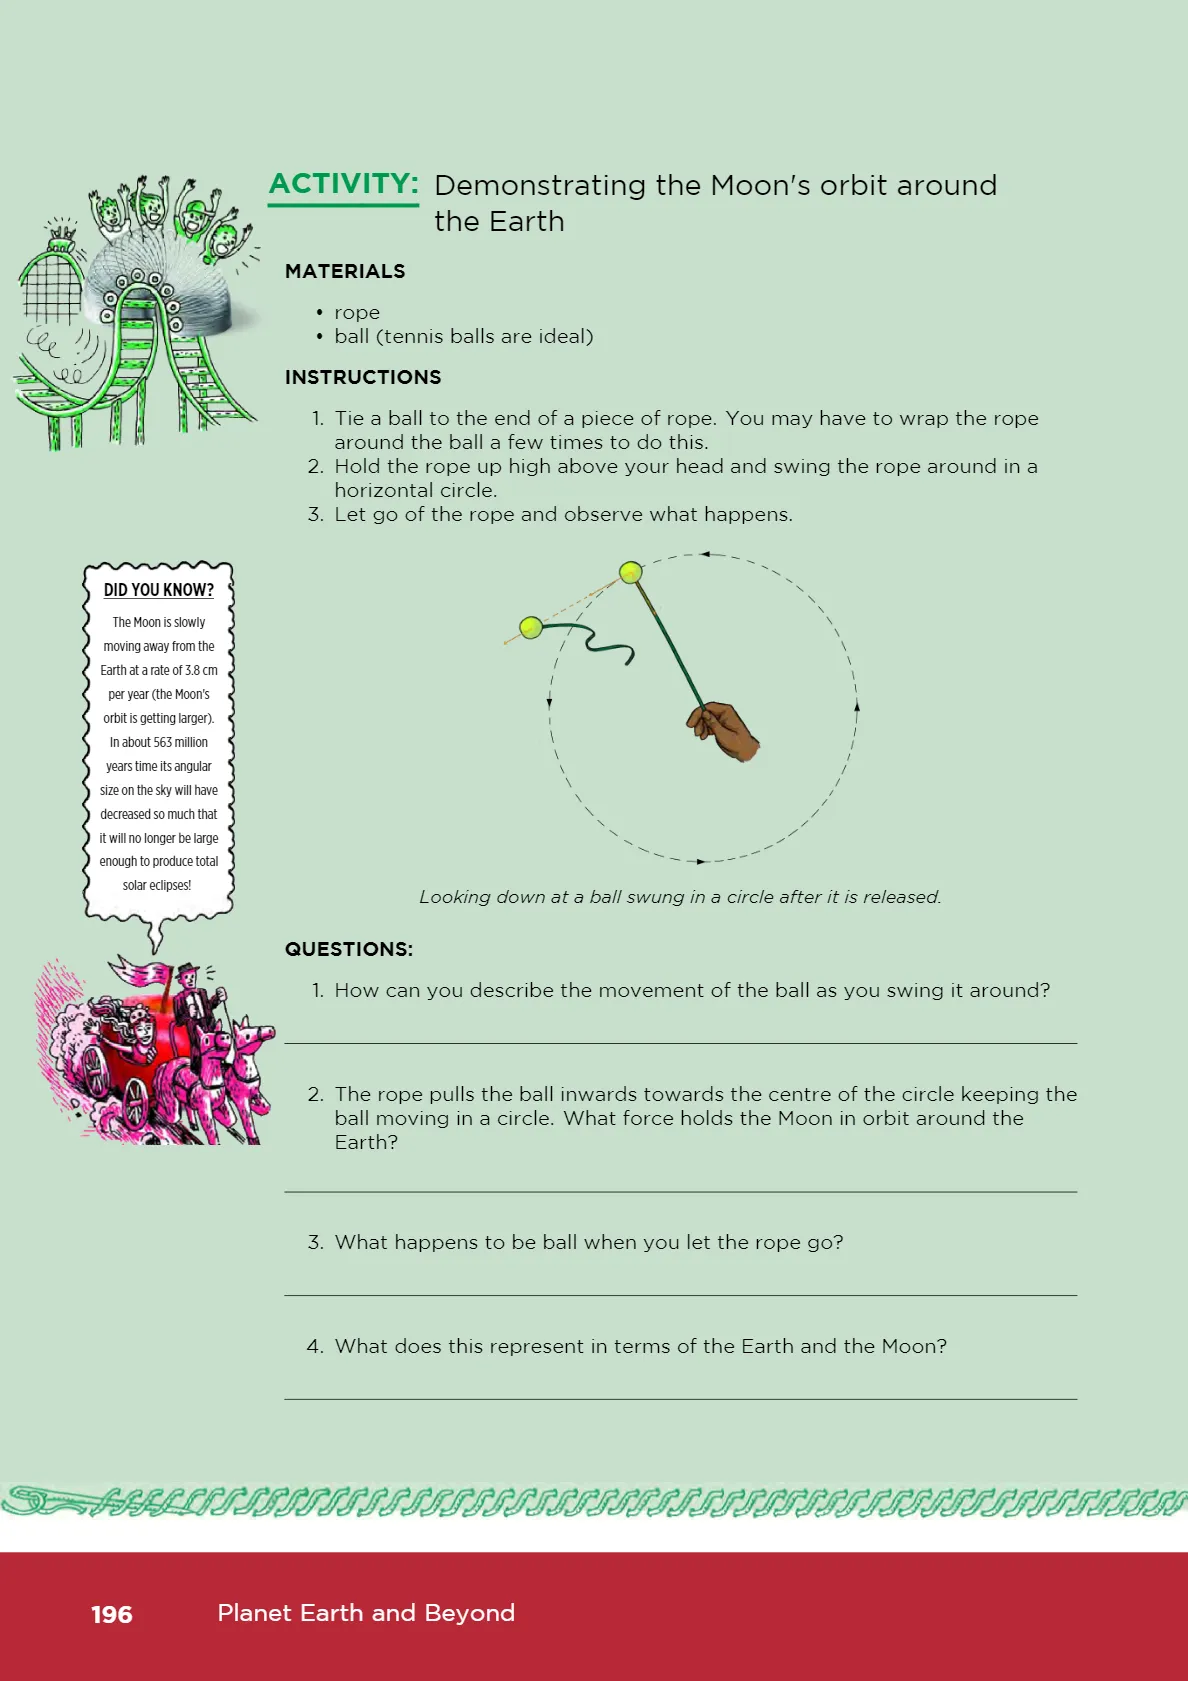 ACTIVITY: Demonstrating the Moon's orbit around
the Earth
MATERIALS
• rope
• ball (tennis balls are ideal)
INSTRUCTIONS
1. Tie a ball to the end of a piece of rope. You may have to wrap the rope
around the ball a few times to do this.
2. Hold the rope up high above your head and swing the rope around in a
horizontal circle.
3. Let go of the rope and observe what happens.
DID YOU KNOW?
The Moon is slowly
moving away from the
Earth at a rate of 3.8 cm
per year (the Moon's
orbit is getting larger).
In about 563 million
years time its angular
size on the sky will have
decreased so much that
it will no longer be large
enough to produce total
solar eclipses!
Looking down at a ball swung in a circle after it is released.
QUESTIONS:
1. How can you describe the movement of the ball as you swing it around?
2. The rope pulls the ball inwards towards the centre of the circle keeping the
ball moving in a circle. What force holds the Moon in orbit around the
Earth?
3. What happens to be ball when you let the rope go?
4. What does this represent in terms of the Earth and the Moon?
196 Planet Earth and Beyond